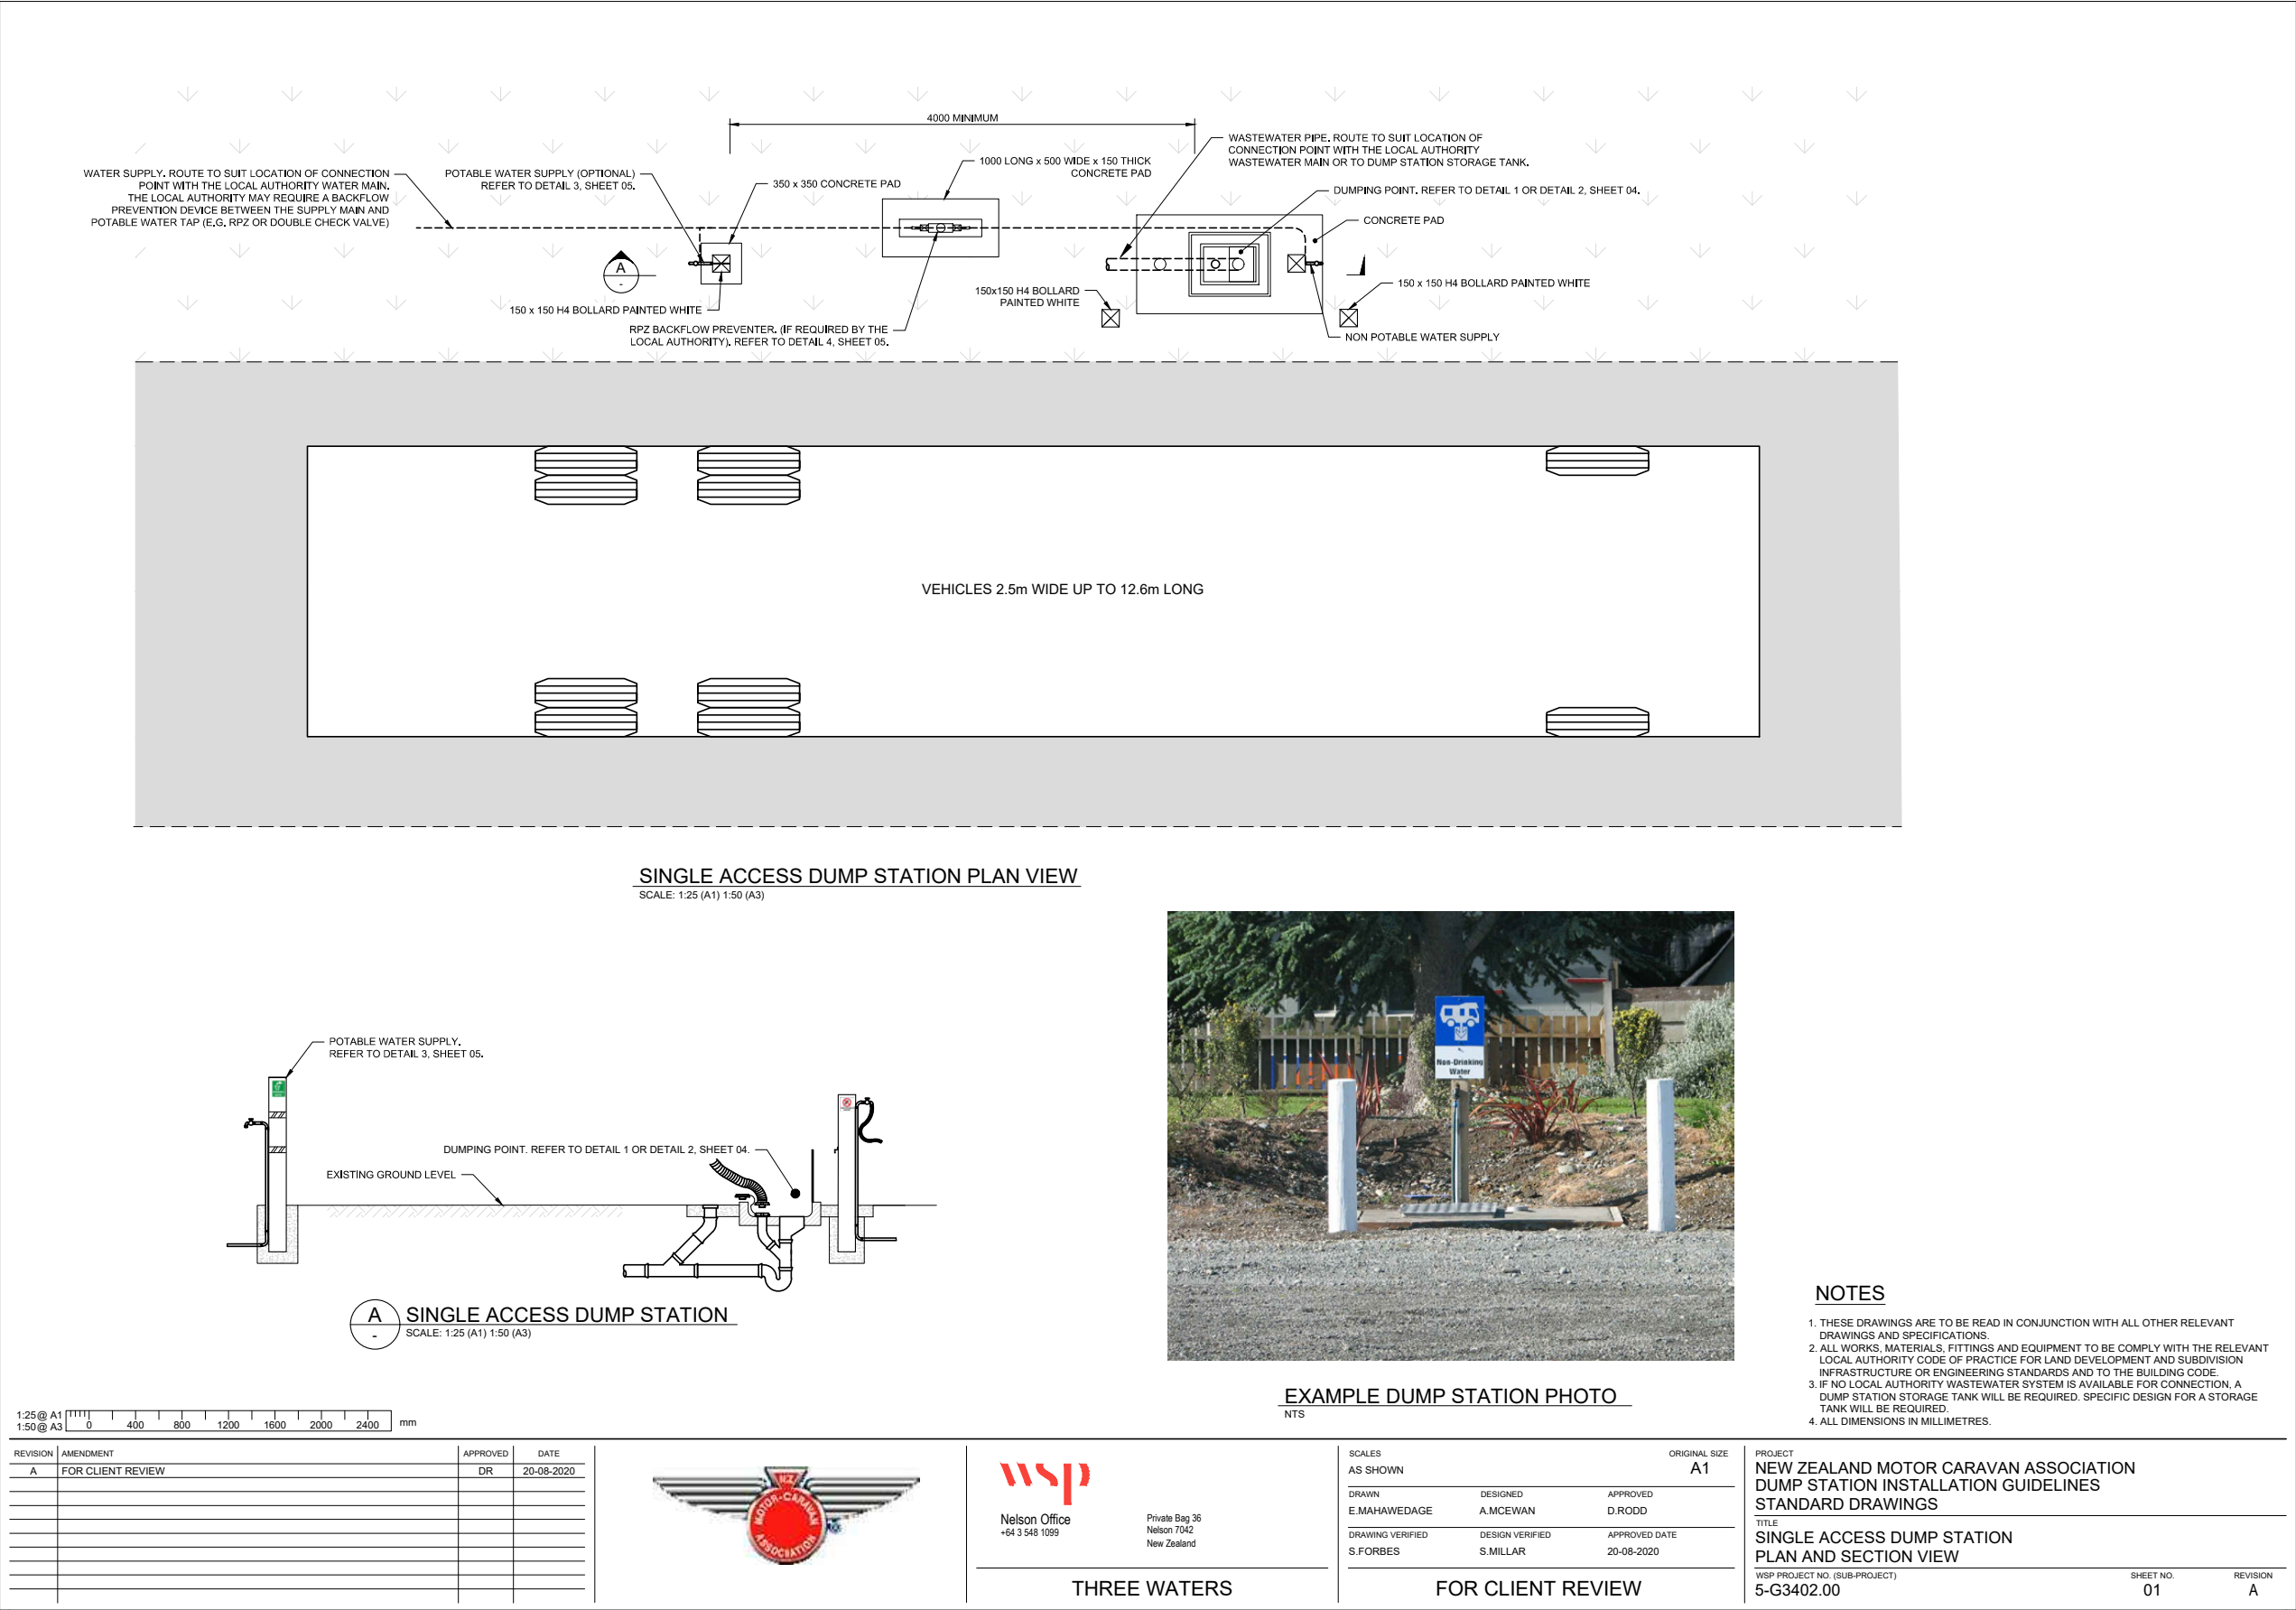 4000 MINIMUM
WATER SUPPLY. ROUTE TO SUIT LOCATION OF CONNECTION
POINT WITH THE LOCAL AUTHORITY WATER MAIN.
THE LOCAL AUTHORITY MAY REQUIRE A BACKFLOW
PREVENTION DEVICE BETWEEN THE SUPPLY MAIN AND
POTABLE WATER TAP (E.G. RPZ OR DOUBLE CHECK VALVE)
POTABLE WATER SUPPLY (OPTIONAL)
REFER TO DETAIL 3, SHEET 05.
350 x 350 CONCRETE PAD
1000 LONG x 500 WIDE x 150 THICK
CONCRETE PAD
WASTEWATER PIPE. ROUTE TO SUIT LOCATION OF
CONNECTION POINT WITH THE LOCAL AUTHORITY
WASTEWATER MAIN OR TO DUMP STATION STORAGE TANK.
DUMPING POINT. REFER TO DETAIL 1 OR DETAIL 2, SHEET 04.
CONCRETE PAD
A
-
150 x 150 H4 BOLLARD PAINTED WHITE
RPZ BACKFLOW PREVENTER. (IF REQUIRED BY THE
LOCAL AUTHORITY). REFER TO DETAIL 4, SHEET 05.
150x150 H4 BOLLARD
PAINTED WHITE
150 x 150 H4 BOLLARD PAINTED WHITE
NON POTABLE WATER SUPPLY
VEHICLES 2.5m WIDE UP TO 12.6m LONG
SINGLE ACCESS DUMP STATION PLAN VIEW
SCALE: 1:25 (A1) 1:50 (A3)
POTABLE WATER SUPPLY.
REFER TO DETAIL 3, SHEET 05.
DUMPING POINT. REFER TO DETAIL 1 OR DETAIL 2, SHEET 04.
EXISTING GROUND LEVEL
A
-
SINGLE ACCESS DUMP STATION
SCALE: 1:25 (A1) 1:50 (A3)
Non-Drinking
Water
EXAMPLE DUMP STATION PHOTO
NTS
NOTES
1. THESE DRAWINGS ARE TO BE READ IN CONJUNCTION WITH ALL OTHER RELEVANT
DRAWINGS AND SPECIFICATIONS.
2. ALL WORKS, MATERIALS, FITTINGS AND EQUIPMENT TO BE COMPLY WITH THE RELEVANT
LOCAL AUTHORITY CODE OF PRACTICE FOR LAND DEVELOPMENT AND SUBDIVISION
INFRASTRUCTURE OR ENGINEERING STANDARDS AND TO THE BUILDING CODE.
3. IF NO LOCAL AUTHORITY WASTEWATER SYSTEM IS AVAILABLE FOR CONNECTION, A
DUMP STATION STORAGE TANK WILL BE REQUIRED. SPECIFIC DESIGN FOR A STORAGE
TANK WILL BE REQUIRED.
4. ALL DIMENSIONS IN MILLIMETRES.
1:25@ A1
1:50@ A3
0 400 800 1200 1600 2000 2400 mm
REVISION AMENDMENT APPROVED DATE
A FOR CLIENT REVIEW DR 20-08-2020
NZ
MOTOR-CARAVAN
ASSOCIATION
wsp
Nelson Office
+64 3 548 1099
Private Bag 36
Nelson 7042
New Zealand
THREE WATERS
SCALES ORIGINAL SIZE
AS SHOWN A1
DRAWN DESIGNED APPROVED
E.MAHAWEDAGE A.MCEWAN D.RODD
DRAWING VERIFIED DESIGN VERIFIED APPROVED DATE
S.FORBES S.MILLAR 20-08-2020
FOR CLIENT REVIEW
PROJECT
NEW ZEALAND MOTOR CARAVAN ASSOCIATION
DUMP STATION INSTALLATION GUIDELINES
STANDARD DRAWINGS
TITLE
SINGLE ACCESS DUMP STATION
PLAN AND SECTION VIEW
WSP PROJECT NO. (SUB-PROJECT) SHEET NO. REVISION
5-G3402.00 01 A